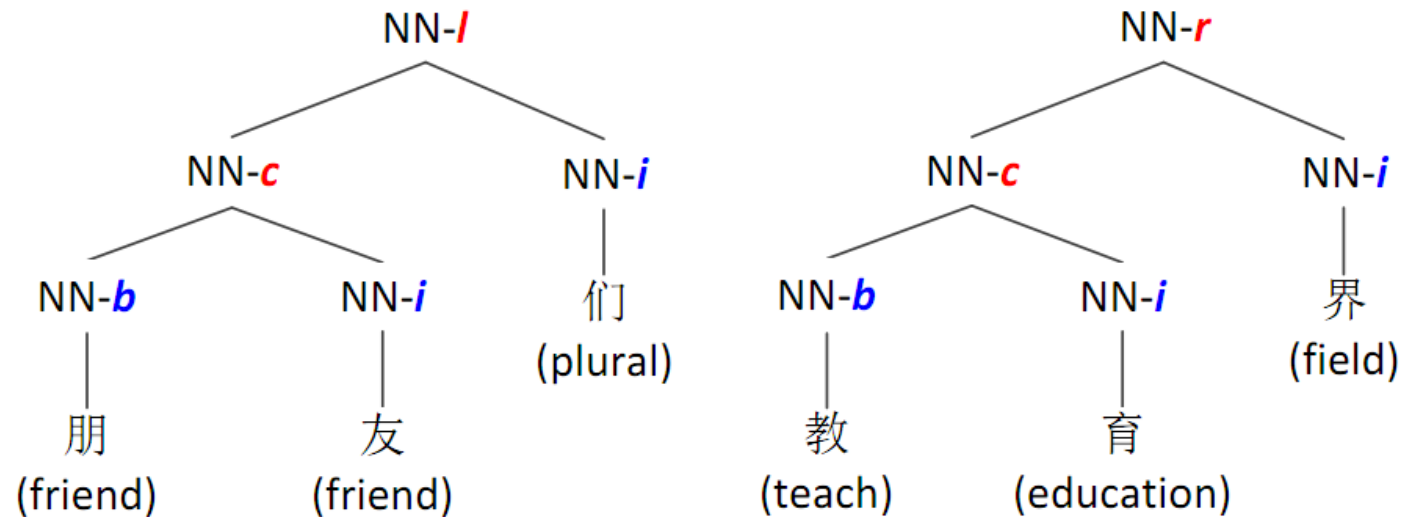 NN-l NN-r
NN-c NN-i NN-c NN-i
NN-b NN-i 们 NN-b NN-i 界
(plural) (field)
朋 友 教 育
(friend) (friend) (teach) (education)